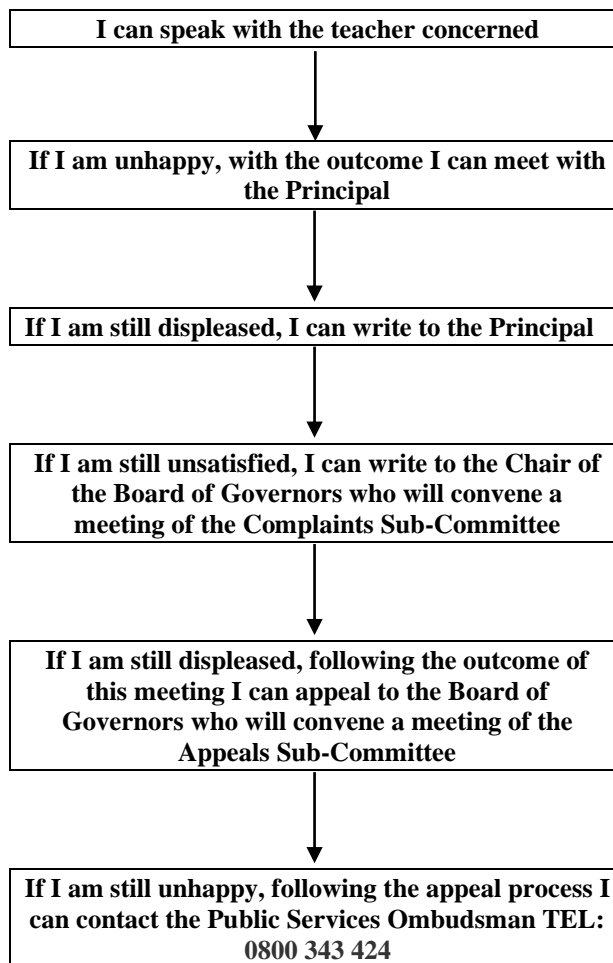 I can speak with the teacher concerned
If I am unhappy, with the outcome I can meet with
the Principal
If I am still displeased, I can write to the Principal
If I am still unsatisfied, I can write to the Chair of
the Board of Governors who will convene a
meeting of the Complaints Sub-Committee
If I am still displeased, following the outcome of
this meeting I can appeal to the Board of
Governors who will convene a meeting of the
Appeals Sub-Committee
If I am still unhappy, following the appeal process I
can contact the Public Services Ombudsman TEL:
0800 343 424